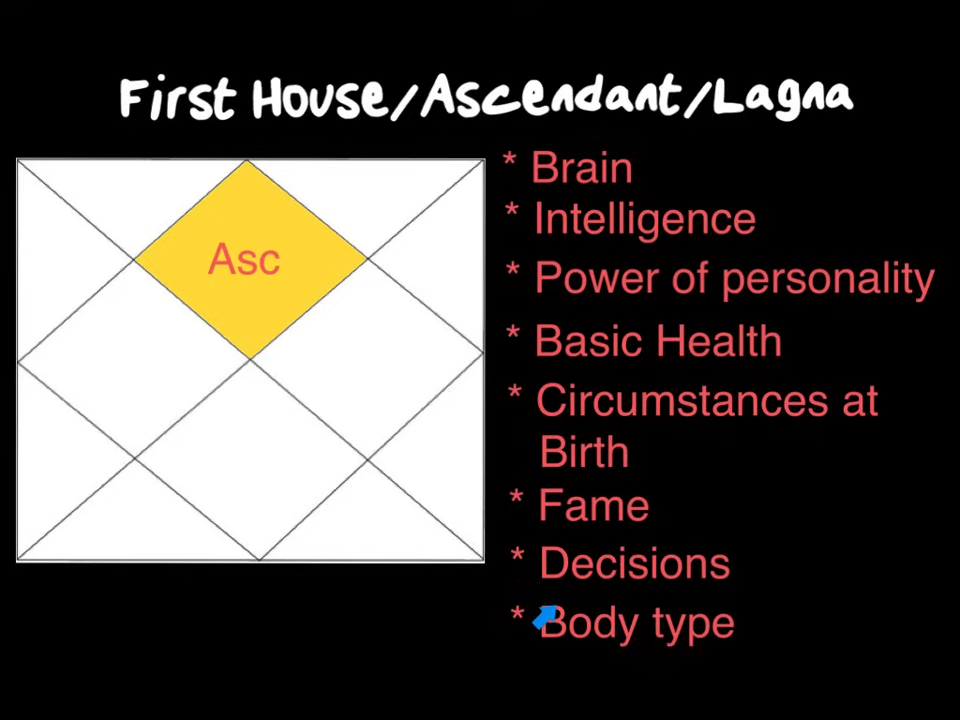 First House/Ascendant/Lagna
Asc
* Brain
* Intelligence
* Power of personality
* Basic Health
* Circumstances at
Birth
* Fame
* Decisions
* Body type